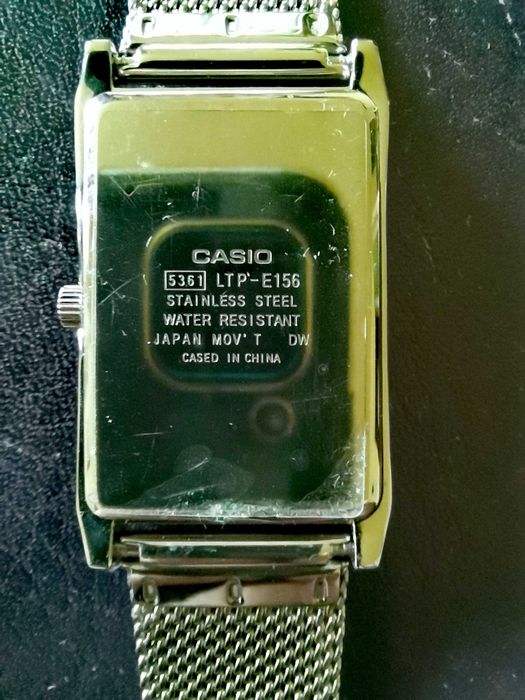 CASIO
5361 LTP-E156
STAINLESS STEEL
WATER RESISTANT
JAPAN MOV'T DW
CASED IN CHINA